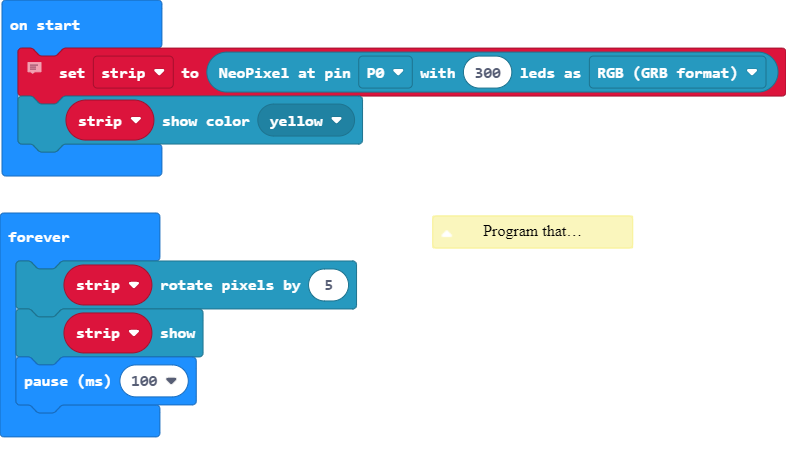 on start
set strip to NeoPixel at pin P0 with 300 leds as RGB (GRB format)
strip show color yellow
forever
Program that…
strip rotate pixels by 5
strip show
pause (ms) 100